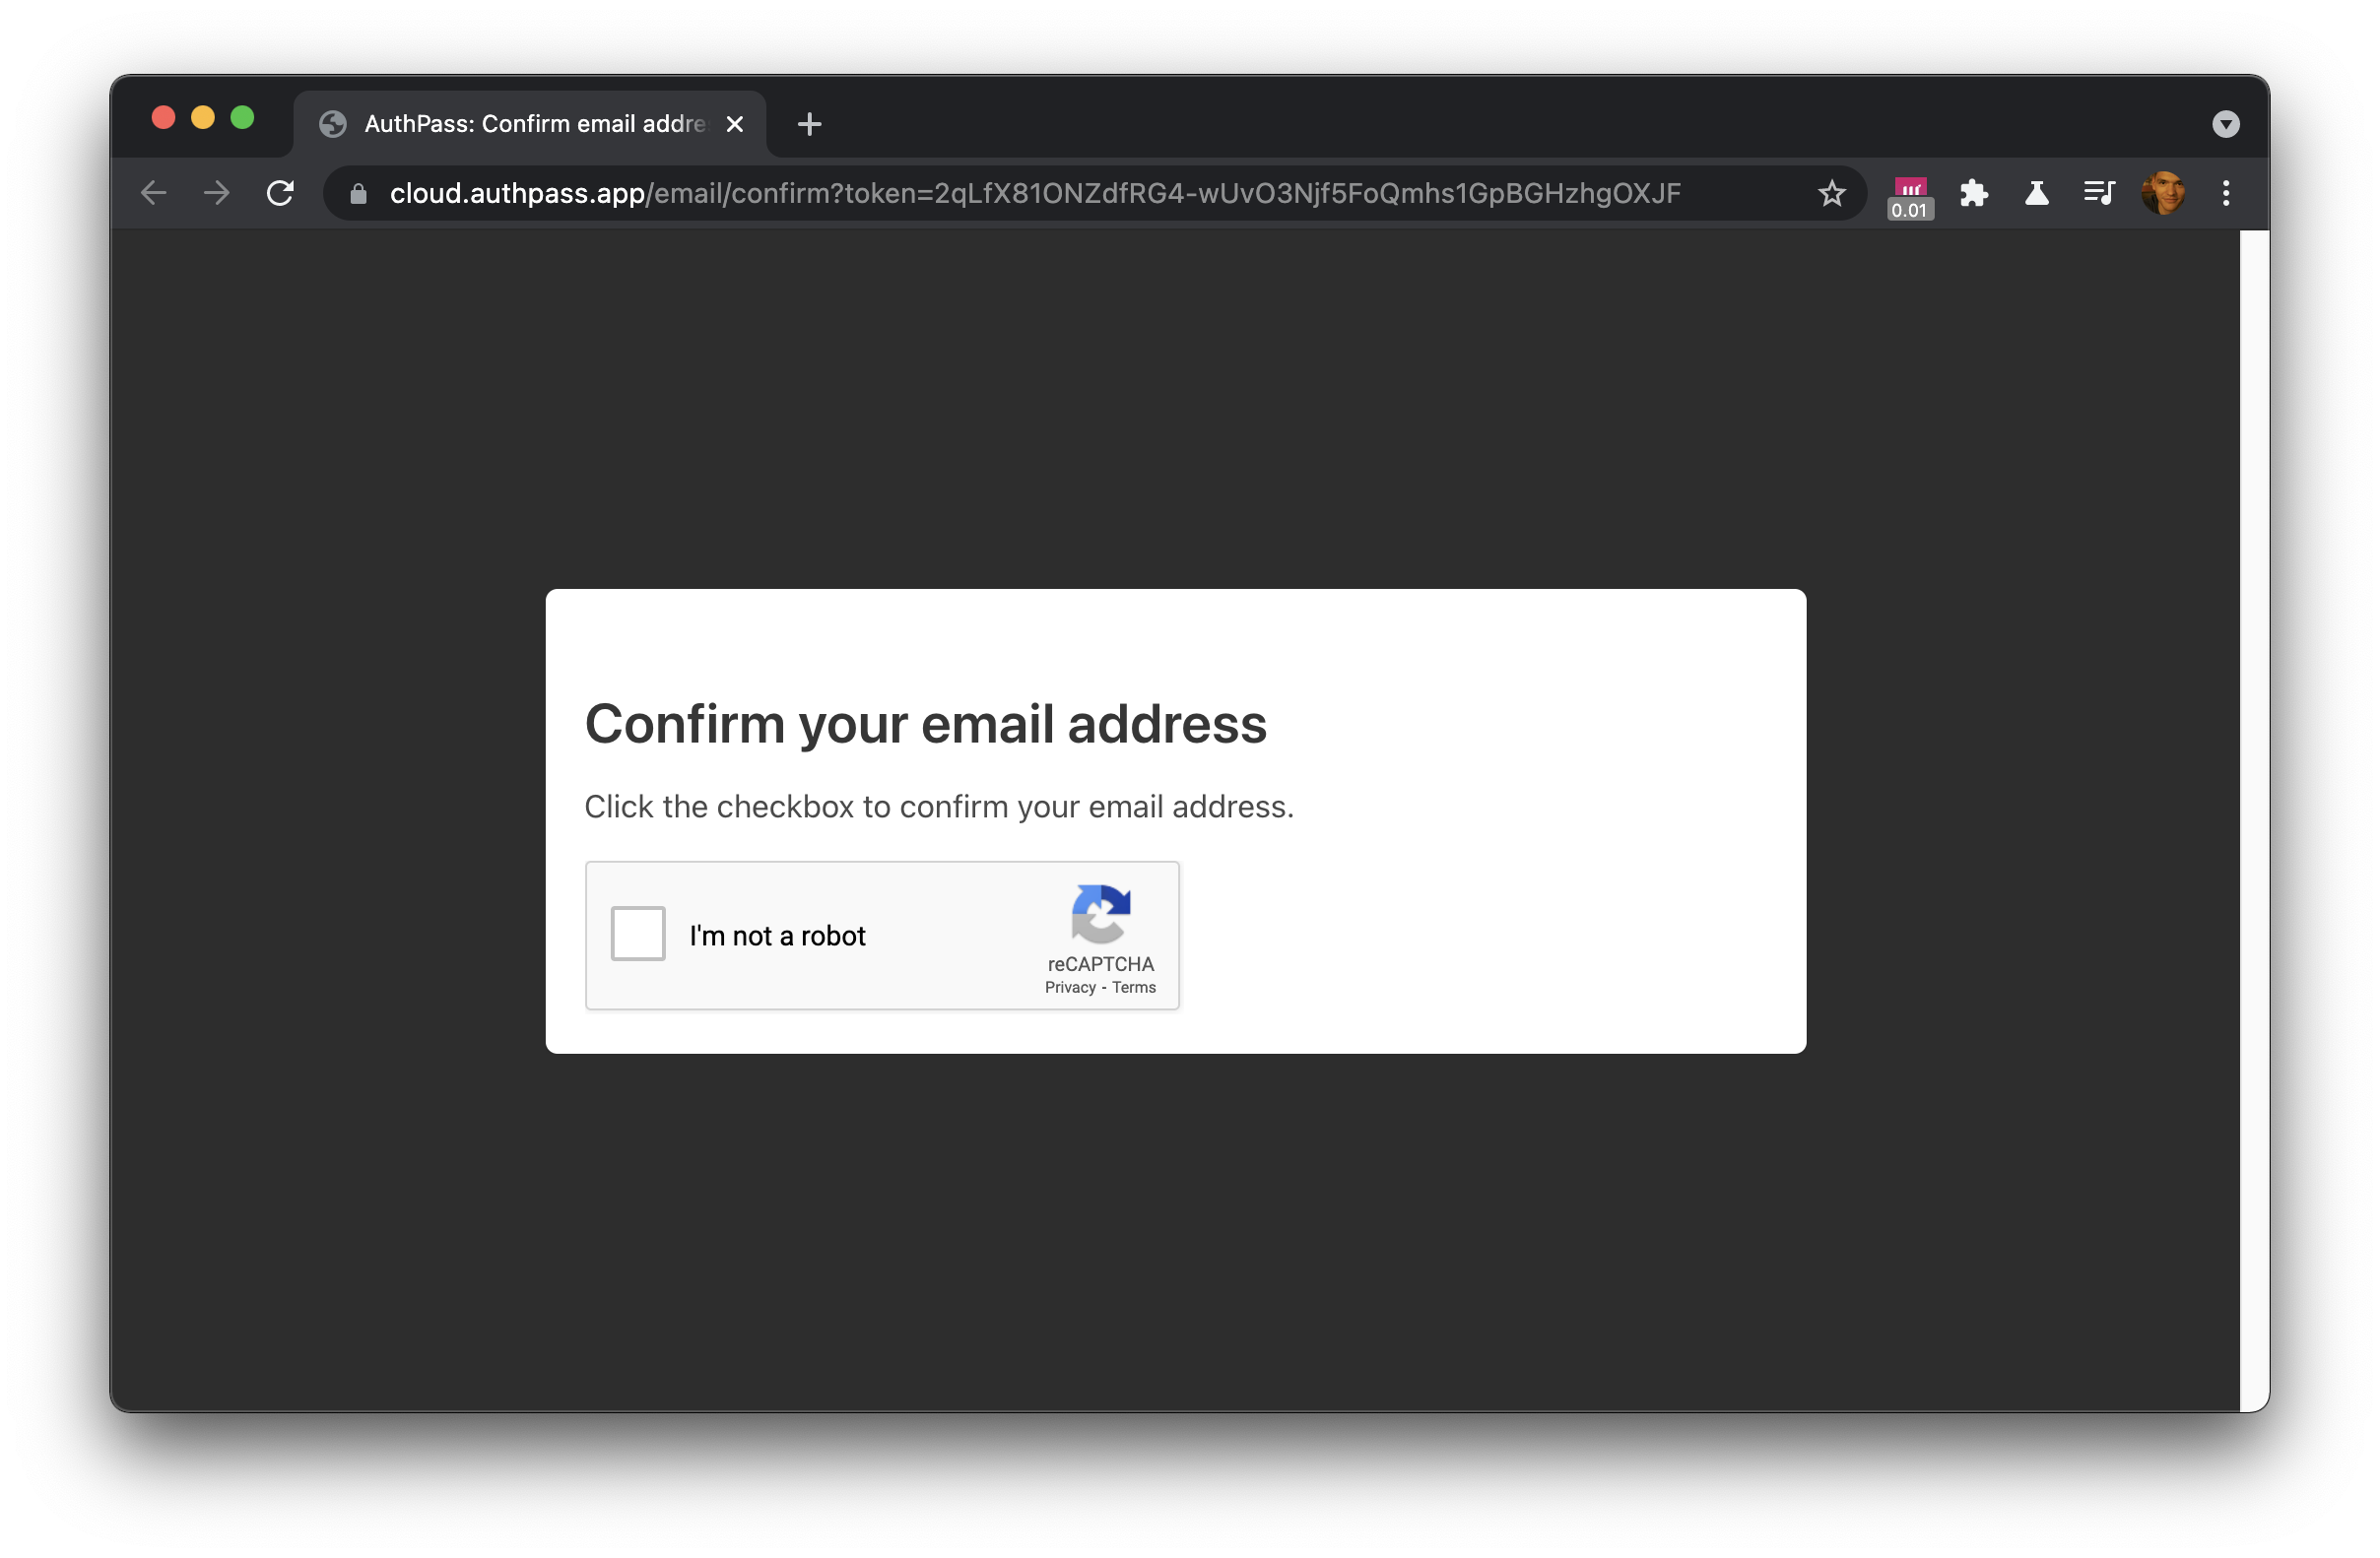 AuthPass: Confirm email addre
cloud.authpass.app/email/confirm?token=2qLfX81ONZdfRG4-wUvO3Njf5FoQmhs1GpBGHzhgOXJF
0.01
Confirm your email address
Click the checkbox to confirm your email address.
I'm not a robot
reCAPTCHA
Privacy - Terms